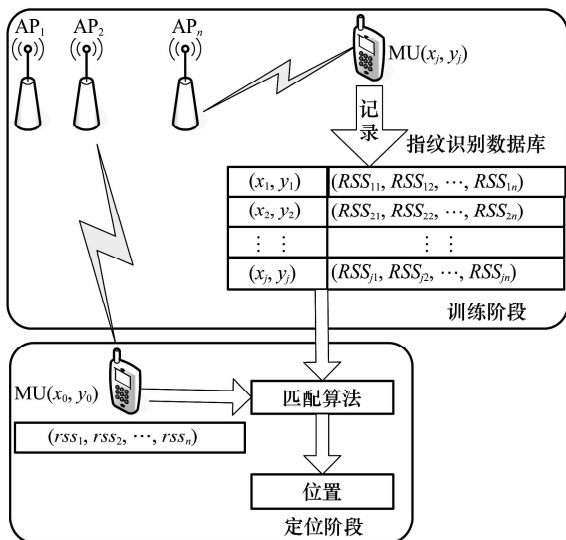 AP₁ AP₂ APₙ
MU(xⱼ, yⱼ)
记录
指纹识别数据库
(x₁, y₁) (RSS₁₁, RSS₁₂, ⋯, RSS₁ₙ)
(x₂, y₂) (RSS₂₁, RSS₂₂, ⋯, RSS₂ₙ)
⋮ ⋮ ⋮ ⋮
(xⱼ, yⱼ) (RSSⱼ₁, RSSⱼ₂, ⋯, RSSⱼₙ)
训练阶段
MU(x₀, y₀)
匹配算法
(rss₁, rss₂, ⋯, rssₙ)
位置
定位阶段